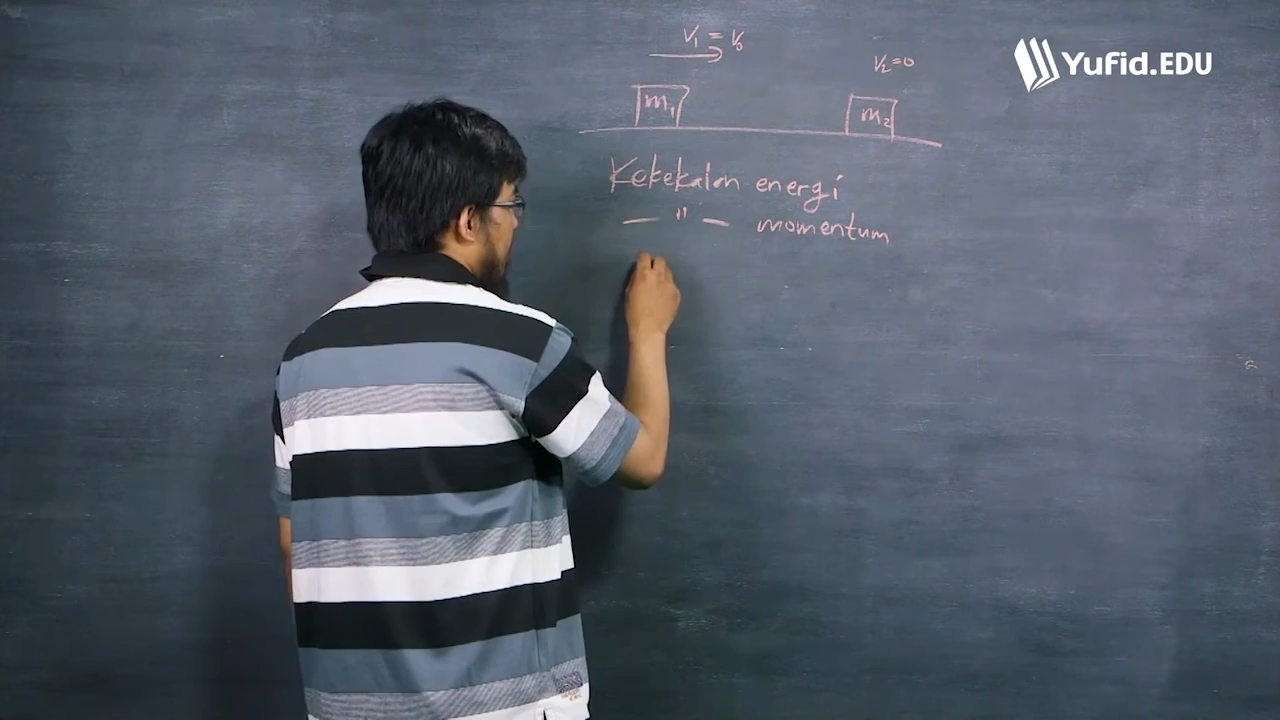 V₁ = V₀
V₂=0
m₁
m₂
Kekekalan energi
— " — momentum
Yufid.EDU